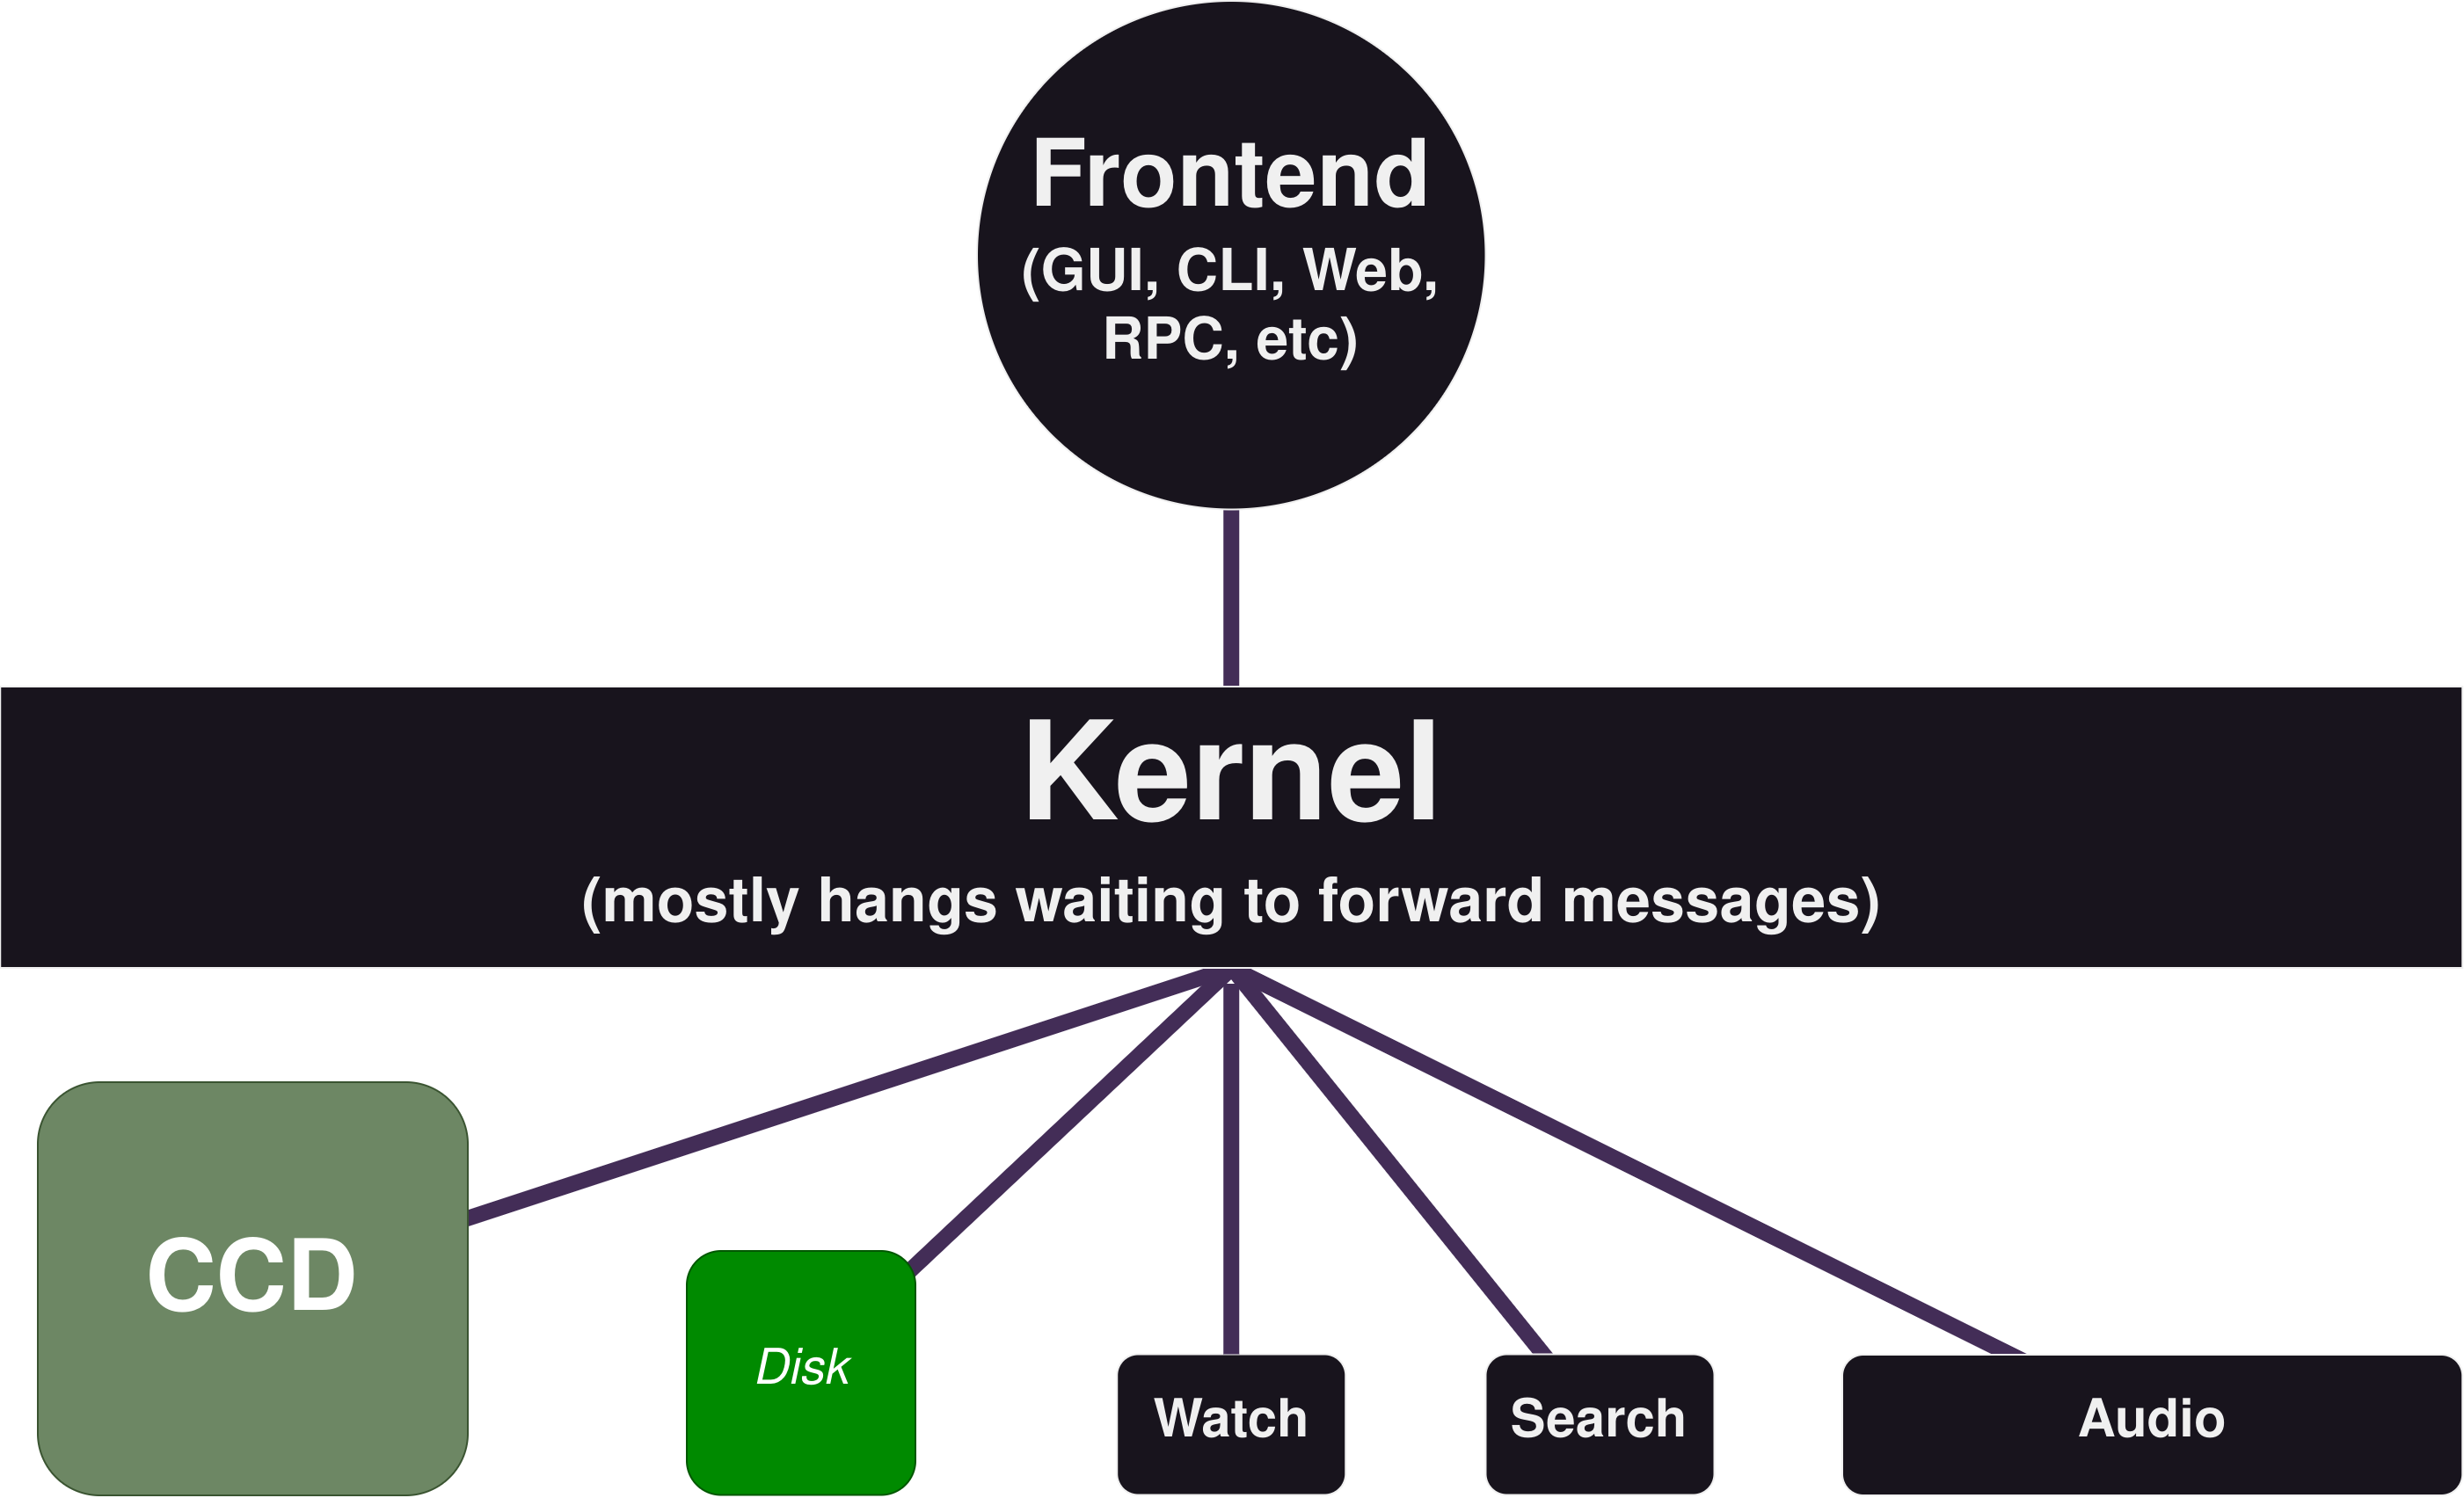 Frontend
(GUI, CLI, Web,
RPC, etc)
Kernel
(mostly hangs waiting to forward messages)
CCD
Disk
Watch
Search
Audio